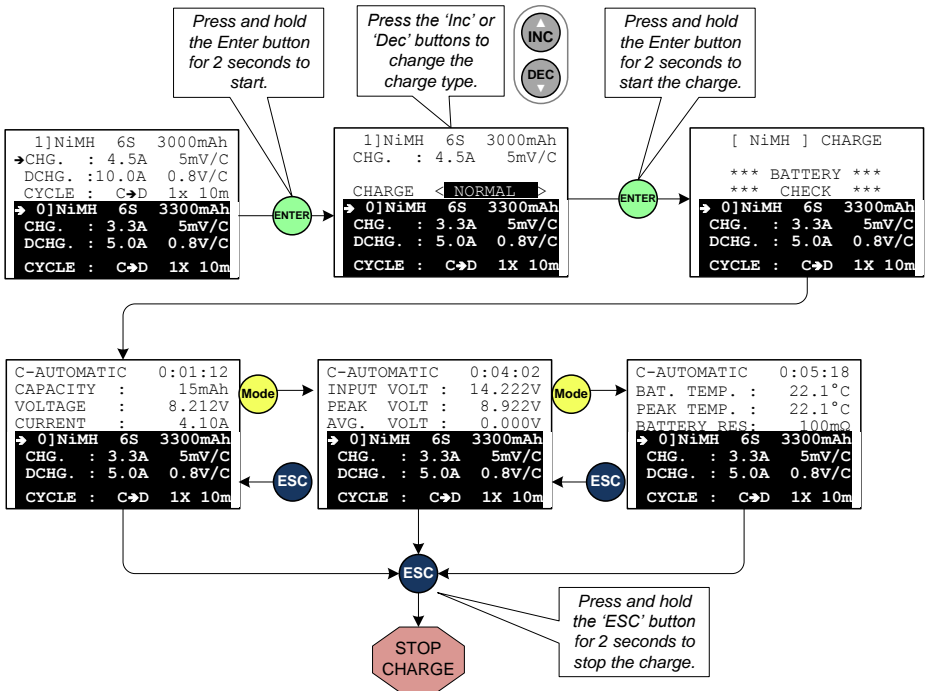 Press and hold
the Enter button
for 2 seconds to
start.
Press the ‘Inc’ or
‘Dec’ buttons to
change the
charge type.
INC
DEC
Press and hold
the Enter button
for 2 seconds to
start the charge.
1]NiMH 6S 3000mAh
➔CHG. : 4.5A 5mV/C
DCHG. :10.0A 0.8V/C
CYCLE : C➔D 1x 10m
➔ 0]NiMH 6S 3300mAh
CHG. : 3.3A 5mV/C
DCHG. : 5.0A 0.8V/C
CYCLE : C➔D 1X 10m
ENTER
1]NiMH 6S 3000mAh
CHG. : 4.5A 5mV/C
CHARGE < NORMAL >
➔ 0]NiMH 6S 3300mAh
CHG. : 3.3A 5mV/C
DCHG. : 5.0A 0.8V/C
CYCLE : C➔D 1X 10m
ENTER
[ NiMH ] CHARGE
*** BATTERY ***
*** CHECK ***
➔ 0]NiMH 6S 3300mAh
CHG. : 3.3A 5mV/C
DCHG. : 5.0A 0.8V/C
CYCLE : C➔D 1X 10m
C-AUTOMATIC 0:01:12
CAPACITY : 15mAh
VOLTAGE : 8.212V
CURRENT : 4.10A
➔ 0]NiMH 6S 3300mAh
CHG. : 3.3A 5mV/C
DCHG. : 5.0A 0.8V/C
CYCLE : C➔D 1X 10m
Mode
ESC
C-AUTOMATIC 0:04:02
INPUT VOLT : 14.222V
PEAK VOLT : 8.922V
AVG. VOLT : 0.000V
➔ 0]NiMH 6S 3300mAh
CHG. : 3.3A 5mV/C
DCHG. : 5.0A 0.8V/C
CYCLE : C➔D 1X 10m
Mode
ESC
C-AUTOMATIC 0:05:18
BAT. TEMP. : 22.1°C
PEAK TEMP. : 22.1°C
BATTERY RES: 100mΩ
➔ 0]NiMH 6S 3300mAh
CHG. : 3.3A 5mV/C
DCHG. : 5.0A 0.8V/C
CYCLE : C➔D 1X 10m
ESC
Press and hold
the ‘ESC’ button
for 2 seconds to
stop the charge.
STOP
CHARGE